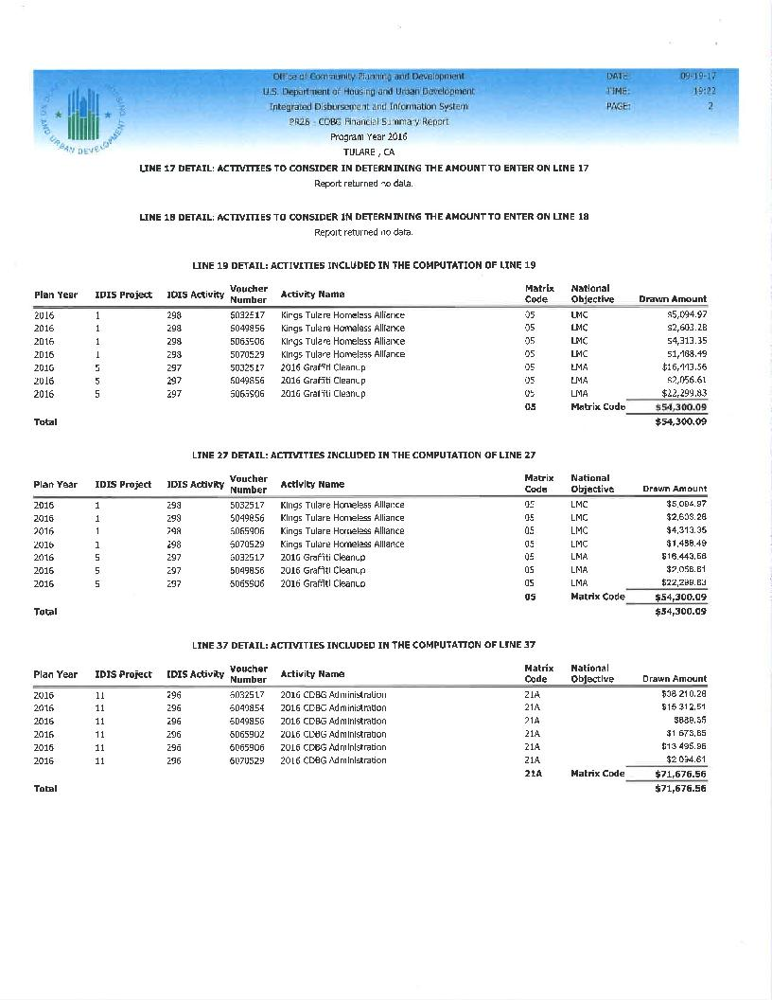 Office of Community Planning and Development DATE: 09-19-17
U.S. Department of Housing and Urban Development TIME: 19:22
Integrated Disbursement and Information System PAGE: 2
PR26 - CDBG Financial Summary Report
Program Year 2016
TULARE , CA
AND URBAN DEVELOPMENT
LINE 17 DETAIL: ACTIVITIES TO CONSIDER IN DETERMINING THE AMOUNT TO ENTER ON LINE 17
Report returned no data.
LINE 18 DETAIL: ACTIVITIES TO CONSIDER IN DETERMINING THE AMOUNT TO ENTER ON LINE 18
Report returned no data.
LINE 19 DETAIL: ACTIVITIES INCLUDED IN THE COMPUTATION OF LINE 19
Plan Year IDIS Project IDIS Activity Voucher Number Activity Name Matrix Code National Objective Drawn Amount
2016 1 298 6032517 Kings Tulare Homeless Alliance 05 LMC $5,094.97
2016 1 298 6049856 Kings Tulare Homeless Alliance 05 LMC $2,603.28
2016 1 298 6065906 Kings Tulare Homeless Alliance 05 LMC $4,313.35
2016 1 298 6070529 Kings Tulare Homeless Alliance 05 LMC $1,488.49
2016 5 297 6032517 2016 Graffiti Cleanup 05 LMA $16,443.56
2016 5 297 6049856 2016 Graffiti Cleanup 05 LMA $2,056.61
2016 5 297 6065906 2016 Graffiti Cleanup 05 LMA $22,299.83
05 Matrix Code $54,300.09
Total $54,300.09
LINE 27 DETAIL: ACTIVITIES INCLUDED IN THE COMPUTATION OF LINE 27
Plan Year IDIS Project IDIS Activity Voucher Number Activity Name Matrix Code National Objective Drawn Amount
2016 1 298 6032517 Kings Tulare Homeless Alliance 05 LMC $5,094.97
2016 1 298 6049856 Kings Tulare Homeless Alliance 05 LMC $2,603.28
2016 1 298 6065906 Kings Tulare Homeless Alliance 05 LMC $4,313.35
2016 1 298 6070529 Kings Tulare Homeless Alliance 05 LMC $1,488.49
2016 5 297 6032517 2016 Graffiti Cleanup 05 LMA $16,443.56
2016 5 297 6049856 2016 Graffiti Cleanup 05 LMA $2,056.61
2016 5 297 6065906 2016 Graffiti Cleanup 05 LMA $22,299.83
05 Matrix Code $54,300.09
Total $54,300.09
LINE 37 DETAIL: ACTIVITIES INCLUDED IN THE COMPUTATION OF LINE 37
Plan Year IDIS Project IDIS Activity Voucher Number Activity Name Matrix Code National Objective Drawn Amount
2016 11 296 6032517 2016 CDBG Administration 21A $38,210.28
2016 11 296 6049854 2016 CDBG Administration 21A $15,312.51
2016 11 296 6049856 2016 CDBG Administration 21A $889.35
2016 11 296 6065902 2016 CDBG Administration 21A $1,673.85
2016 11 296 6065906 2016 CDBG Administration 21A $13,495.96
2016 11 296 6070529 2016 CDBG Administration 21A $2,094.61
21A Matrix Code $71,676.56
Total $71,676.56